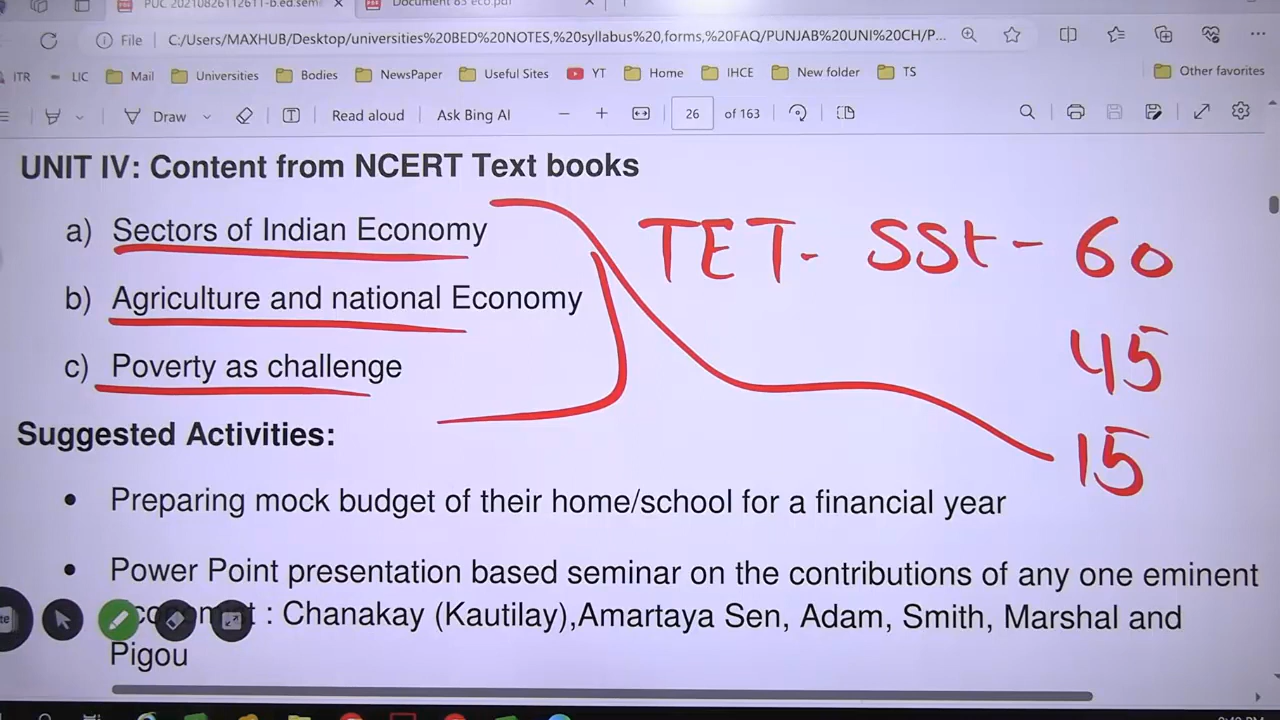 PUC 20210826112611-b.ed.seme
Document 85 eco.pdf
File C:/Users/MAXHUB/Desktop/universities%20BED%20NOTES,%20syllabus%20,forms,%20FAQ/PUNJAB%20UNI%20CH/P...
ITR LIC Mail Universities Bodies NewsPaper Useful Sites YT Home IHCE New folder TS Other favorites
Draw Read aloud Ask Bing AI 26 of 163
UNIT IV: Content from NCERT Text books
a) Sectors of Indian Economy
TET- SSt - 60
b) Agriculture and national Economy
45
c) Poverty as challenge
15
Suggested Activities:
• Preparing mock budget of their home/school for a financial year
• Power Point presentation based seminar on the contributions of any one eminent
: Chanakay (Kautilay),Amartaya Sen, Adam, Smith, Marshal and
Pigou